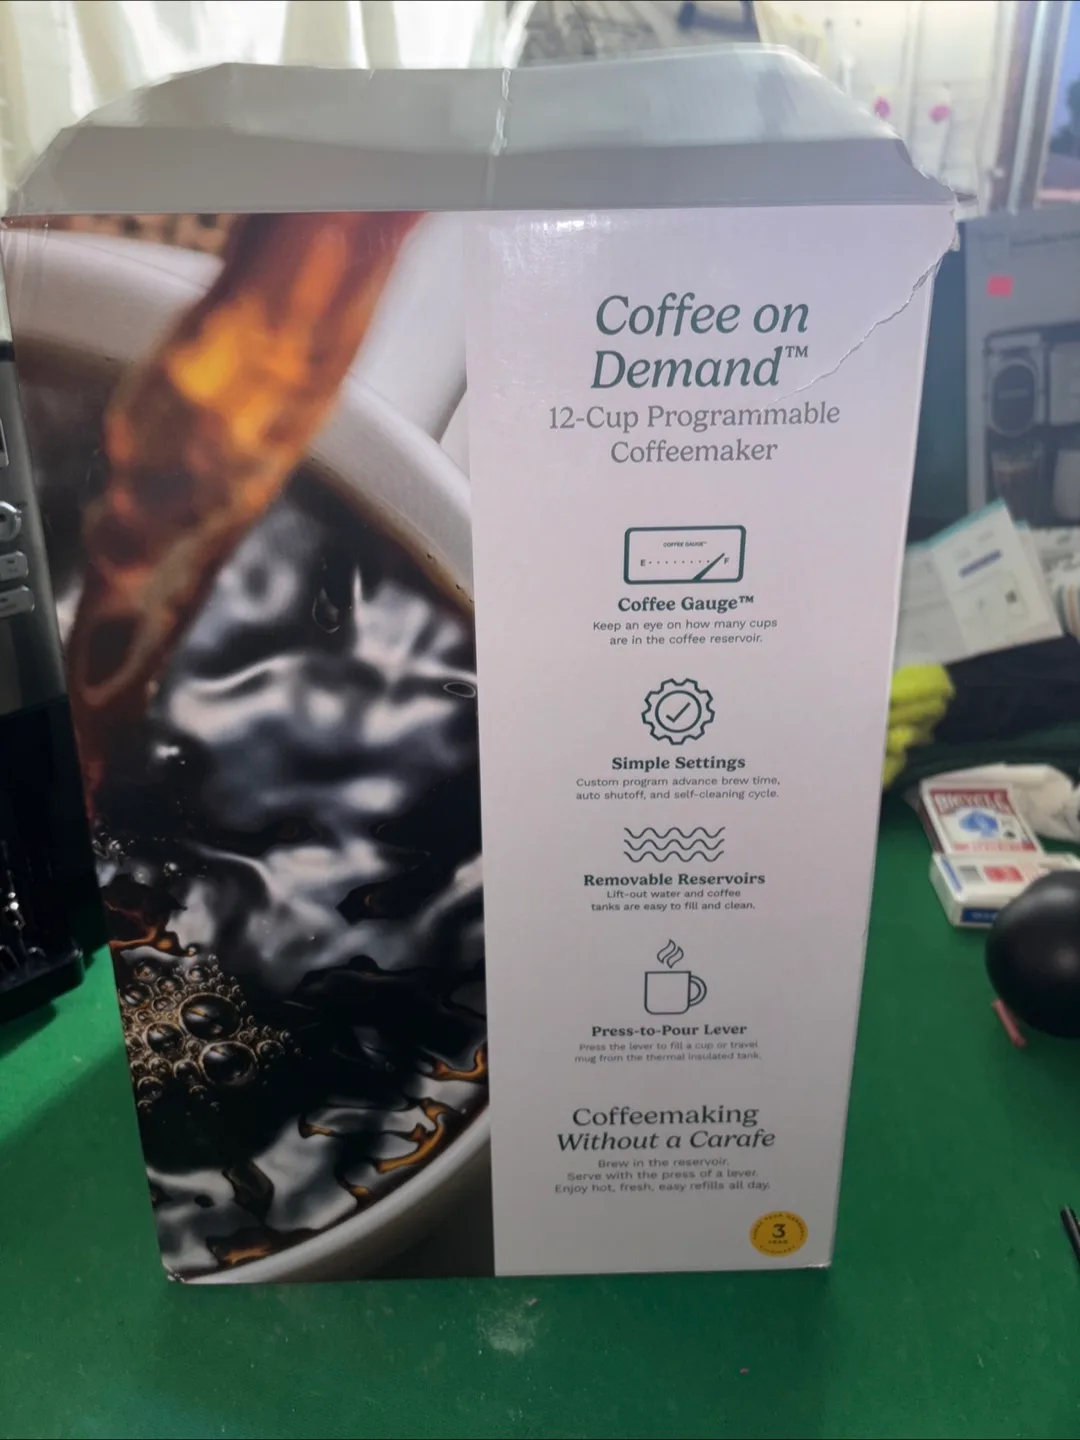 Coffee on
Demand™
12-Cup Programmable
Coffeemaker
COFFEE GAUGE™
E
F
Coffee Gauge™
Keep an eye on how many cups
are in the coffee reservoir.
Simple Settings
Custom program advance brew time,
auto shutoff, and self-cleaning cycle.
Removable Reservoirs
Lift-out water and coffee
tanks are easy to fill and clean.
Press-to-Pour Lever
Press the lever to fill a cup or travel
mug from the thermal insulated tank.
Coffeemaking
Without a Carafe
Brew in the reservoir.
Serve with the press of a lever.
Enjoy hot, fresh, easy refills all day.
3
YEAR
BICYCLE